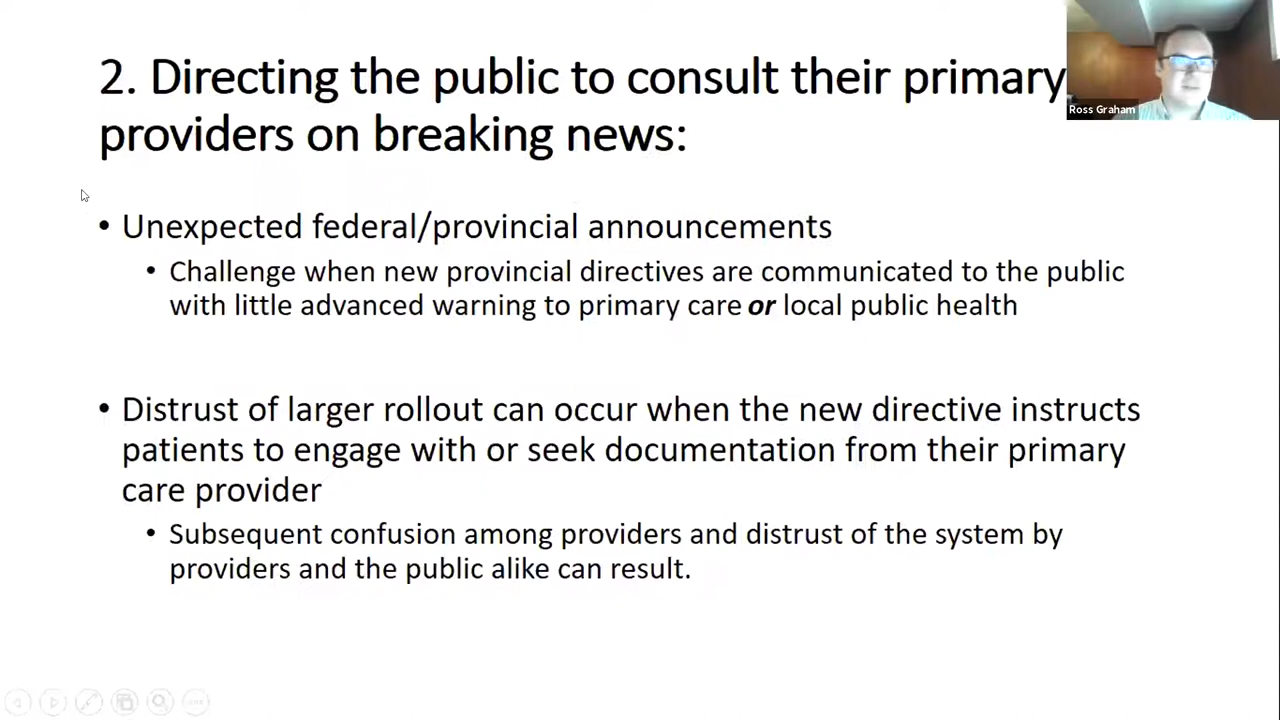 2. Directing the public to consult their primary
providers on breaking news:
Ross Graham
• Unexpected federal/provincial announcements
• Challenge when new provincial directives are communicated to the public
with little advanced warning to primary care or local public health
• Distrust of larger rollout can occur when the new directive instructs
patients to engage with or seek documentation from their primary
care provider
• Subsequent confusion among providers and distrust of the system by
providers and the public alike can result.